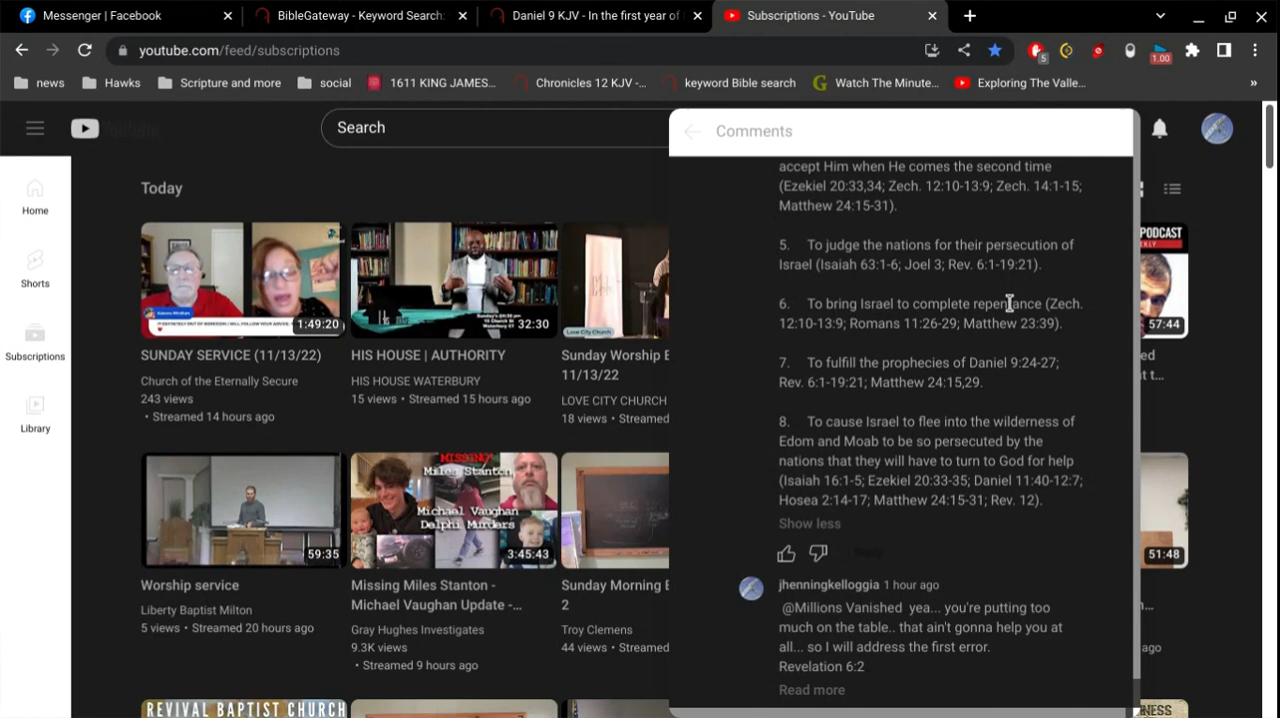 Messenger | Facebook
BibleGateway - Keyword Search:
Daniel 9 KJV - In the first year of
Subscriptions - YouTube
youtube.com/feed/subscriptions
5
1.00
news
Hawks
Scripture and more
social
1611 KING JAMES...
Chronicles 12 KJV -...
keyword Bible search
Watch The Minute...
Exploring The Valle...
»
YouTube
Search
Home
Shorts
Subscriptions
Library
Today
1:49:20
SUNDAY SERVICE (11/13/22)
Church of the Eternally Secure
243 views
• Streamed 14 hours ago
32:30
HIS HOUSE | AUTHORITY
HIS HOUSE WATERBURY
15 views • Streamed 15 hours ago
Love City Church
Sunday Worship E
11/13/22
LOVE CITY CHURCH
18 views • Streamed
59:35
Worship service
Liberty Baptist Milton
5 views • Streamed 20 hours ago
MISSING
Miles Stanton,
Michael Vaughan
Delphi Murders
3:45:43
Missing Miles Stanton -
Michael Vaughan Update -...
Gray Hughes Investigates
9.3K views
• Streamed 9 hours ago
Sunday Morning E
2
Troy Clemens
44 views • Streamed
REVIVAL BAPTIST CHURCH
Comments
accept Him when He comes the second time
(Ezekiel 20:33,34; Zech. 12:10-13:9; Zech. 14:1-15;
Matthew 24:15-31).
5. To judge the nations for their persecution of
Israel (Isaiah 63:1-6; Joel 3; Rev. 6:1-19:21).
6. To bring Israel to complete repentance (Zech.
12:10-13:9; Romans 11:26-29; Matthew 23:39).
7. To fulfill the prophecies of Daniel 9:24-27;
Rev. 6:1-19:21; Matthew 24:15,29.
8. To cause Israel to flee into the wilderness of
Edom and Moab to be so persecuted by the
nations that they will have to turn to God for help
(Isaiah 16:1-5; Ezekiel 20:33-35; Daniel 11:40-12:7;
Hosea 2:14-17; Matthew 24:15-31; Rev. 12).
Show less
Reply
jhenningkelloggia 1 hour ago
@Millions Vanished yea... you're putting too
much on the table.. that ain't gonna help you at
all... so I will address the first error.
Revelation 6:2
Read more
PODCAST
57:44
ed
t t...
51:48
ago